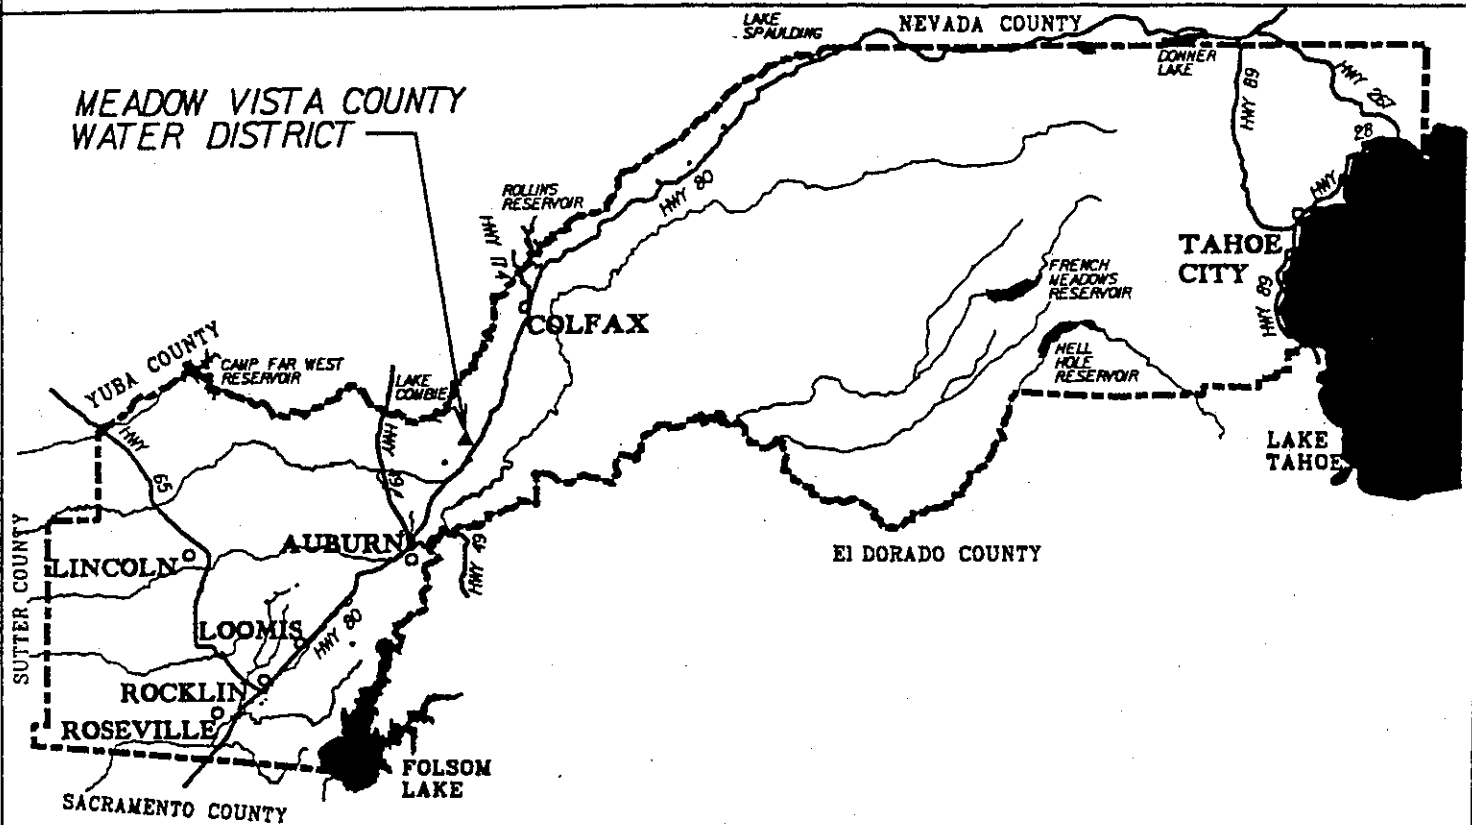 LAKE
SPAULDING
NEVADA COUNTY
DONNER
LAKE
HWY 89
HWY 267
28
HWY
MEADOW VISTA COUNTY
WATER DISTRICT
ROLLINS
RESERVOIR
HWY 174
HWY 80
TAHOE
CITY
HWY 89
FRENCH
MEADOWS
RESERVOIR
COLFAX
HELL
HOLE
RESERVOIR
YUBA COUNTY
CAMP FAR WEST
RESERVOIR
LAKE
COMBIE
HWY
65
HWY
49
LAKE
TAHOE
AUBURN
HWY 49
El DORADO COUNTY
LINCOLN
SUTTER COUNTY
LOOMIS
HWY 80
ROCKLIN
ROSEVILLE
FOLSOM
LAKE
SACRAMENTO COUNTY